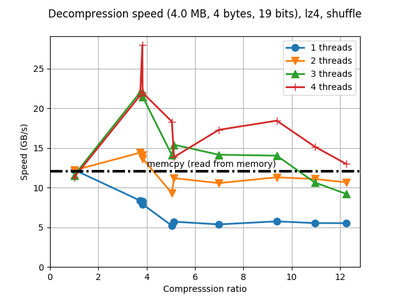 Decompression speed (4.0 MB, 4 bytes, 19 bits), lz4, shuffle
1 threads
2 threads
3 threads
4 threads
memcpy (read from memory)
Speed (GB/s)
25
20
15
10
5
0
0 2 4 6 8 10 12
Compresssion ratio